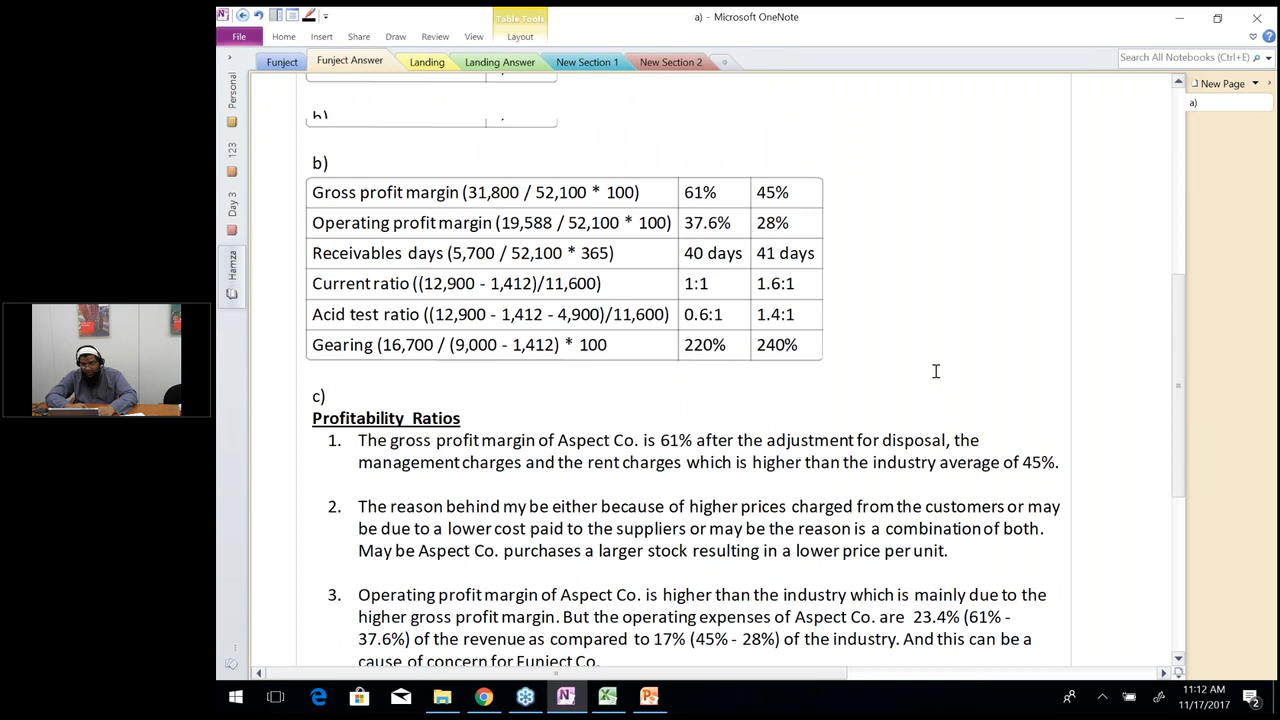 a) - Microsoft OneNote
Table Tools
File Home Insert Share Draw Review View Layout
Funject Funject Answer Landing Landing Answer New Section 1 New Section 2
Search All Notebooks (Ctrl+E)
New Page
a)
Personal
123
Day 3
Hamza
b)
Gross profit margin (31,800 / 52,100 * 100) 61% 45%
Operating profit margin (19,588 / 52,100 * 100) 37.6% 28%
Receivables days (5,700 / 52,100 * 365) 40 days 41 days
Current ratio ((12,900 - 1,412)/11,600) 1:1 1.6:1
Acid test ratio ((12,900 - 1,412 - 4,900)/11,600) 0.6:1 1.4:1
Gearing (16,700 / (9,000 - 1,412) * 100 220% 240%
c)
Profitability Ratios
1. The gross profit margin of Aspect Co. is 61% after the adjustment for disposal, the
management charges and the rent charges which is higher than the industry average of 45%.
2. The reason behind my be either because of higher prices charged from the customers or may
be due to a lower cost paid to the suppliers or may be the reason is a combination of both.
May be Aspect Co. purchases a larger stock resulting in a lower price per unit.
3. Operating profit margin of Aspect Co. is higher than the industry which is mainly due to the
higher gross profit margin. But the operating expenses of Aspect Co. are 23.4% (61% -
37.6%) of the revenue as compared to 17% (45% - 28%) of the industry. And this can be a
cause of concern for Funject Co.
11:12 AM
11/17/2017
2